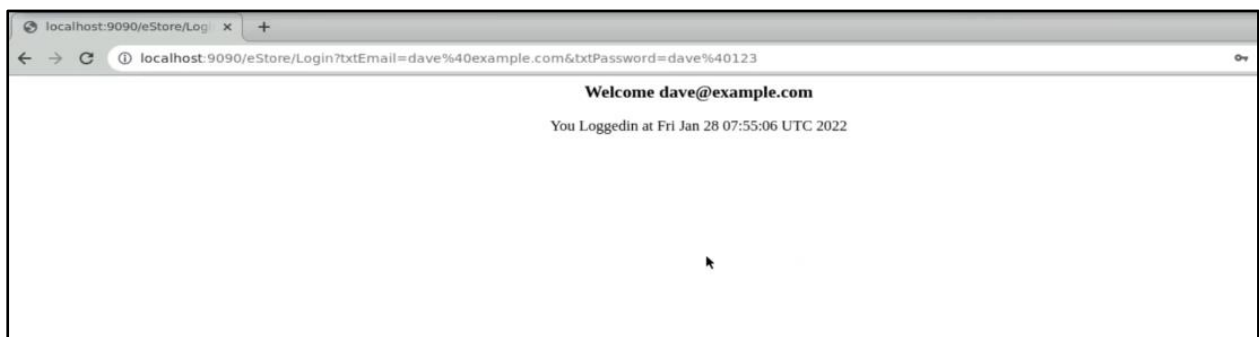 localhost:9090/eStore/Log
localhost:9090/eStore/Login?txtEmail=dave%40example.com&txtPassword=dave%40123
Welcome dave@example.com
You Loggedin at Fri Jan 28 07:55:06 UTC 2022